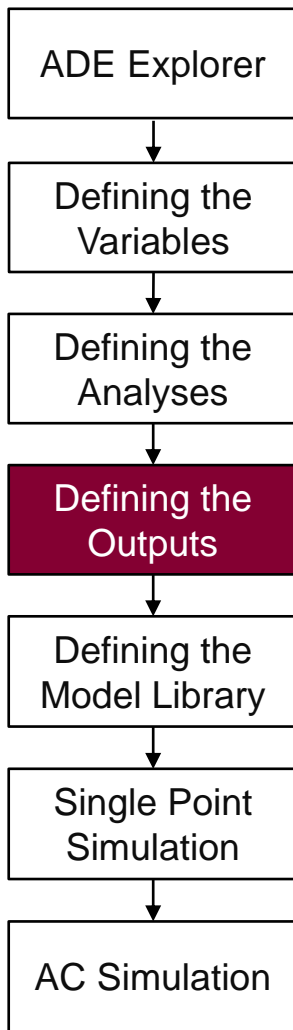 ADE Explorer
Defining the
Variables
Defining the
Analyses
Defining the
Outputs
Defining the
Model Library
Single Point
Simulation
AC Simulation